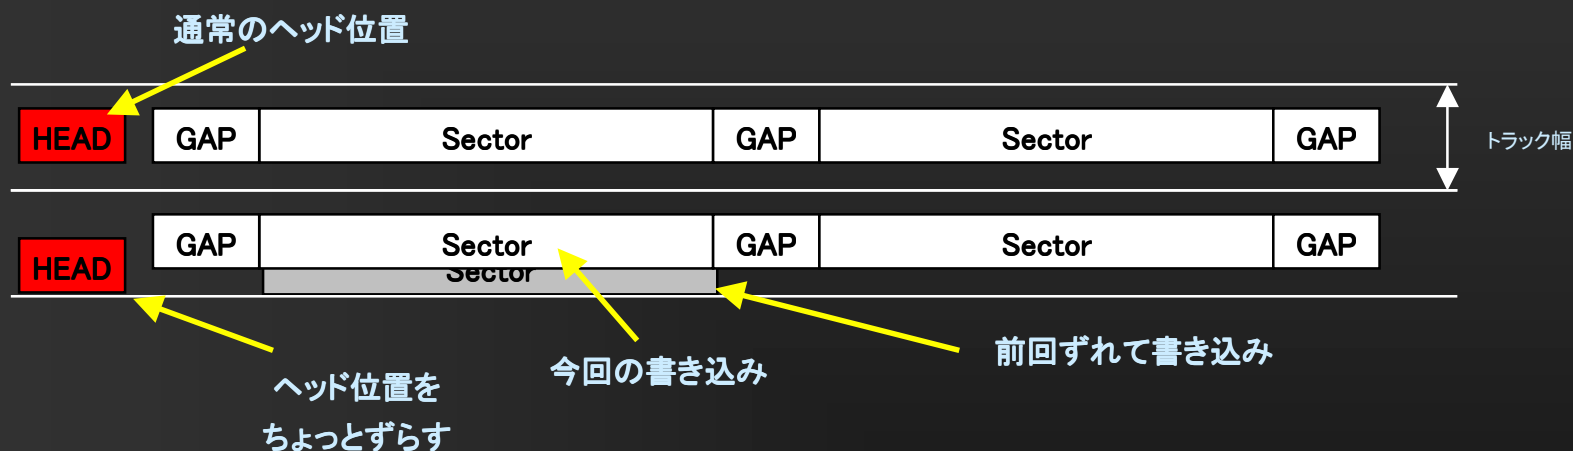 通常のヘッド位置
HEAD GAP Sector GAP Sector GAP
トラック幅
HEAD GAP Sector GAP Sector GAP
Sector
今回の書き込み
前回ずれて書き込み
ヘッド位置を
ちょっとずらす